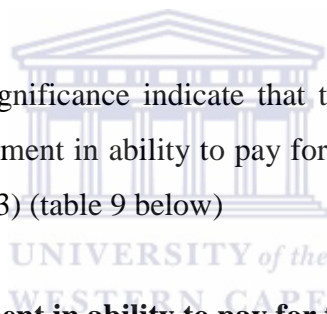 gnificance indicate that t
ment in ability to pay for
3) (table 9 below)
UNIVERSITY of the
WESTERN CAPE
ent in ability to pay for